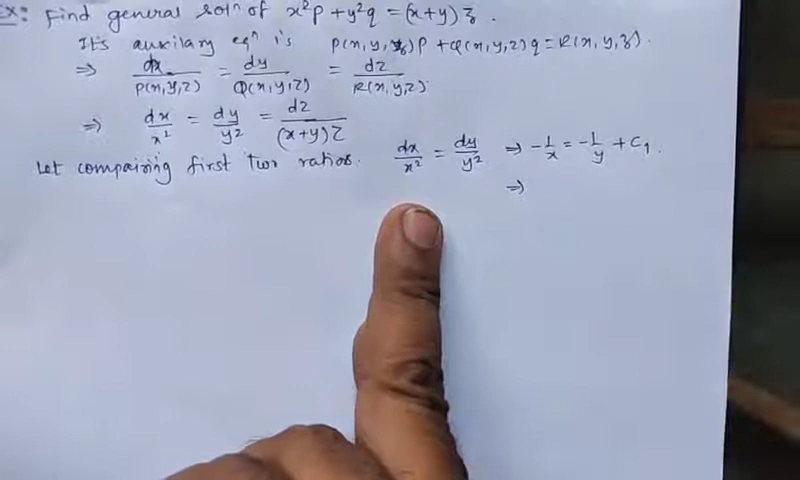 Ex: Find general solⁿ of x²p + y²q = (x+y) z.
It's auxilary eqⁿ is P(x,y,z)p + Q(x,y,z)q = R(x,y,z).
⇒ dx/P(x,y,z) = dy/Q(x,y,z) = dz/R(x,y,z).
⇒ dx/x² = dy/y² = dz/(x+y)z
Let compairing first two ratios. dx/x² = dy/y² ⇒ -1/x = -1/y + C₁.
⇒